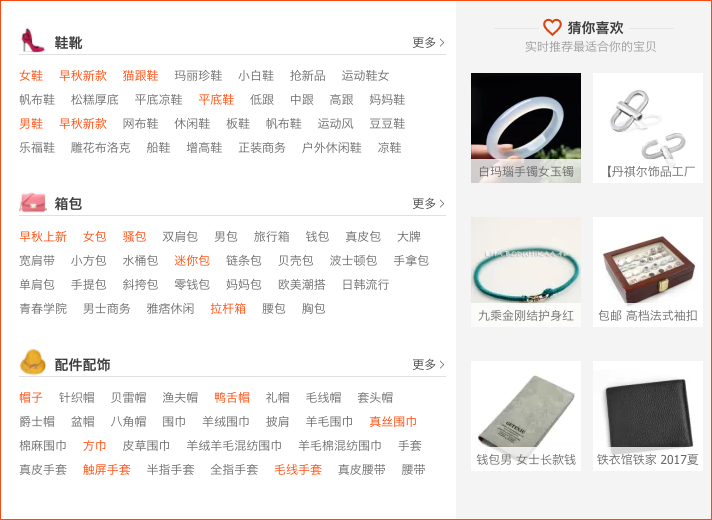 鞋靴 更多
女鞋 早秋新款 猫跟鞋 玛丽珍鞋 小白鞋 抢新品 运动鞋女
帆布鞋 松糕厚底 平底凉鞋 平底鞋 低跟 中跟 高跟 妈妈鞋
男鞋 早秋新款 网布鞋 休闲鞋 板鞋 帆布鞋 运动风 豆豆鞋
乐福鞋 雕花布洛克 船鞋 增高鞋 正装商务 户外休闲鞋 凉鞋
箱包 更多
早秋上新 女包 骚包 双肩包 男包 旅行箱 钱包 真皮包 大牌
宽肩带 小方包 水桶包 迷你包 链条包 贝壳包 波士顿包 手拿包
单肩包 手提包 斜挎包 零钱包 妈妈包 欧美潮搭 日韩流行
青春学院 男士商务 雅痞休闲 拉杆箱 腰包 胸包
配件配饰 更多
帽子 针织帽 贝雷帽 渔夫帽 鸭舌帽 礼帽 毛线帽 套头帽
爵士帽 盆帽 八角帽 围巾 羊绒围巾 披肩 羊毛围巾 真丝围巾
棉麻围巾 方巾 皮草围巾 羊绒羊毛混纺围巾 羊毛棉混纺围巾 手套
真皮手套 触屏手套 半指手套 全指手套 毛线手套 真皮腰带 腰带
猜你喜欢
实时推荐最适合你的宝贝
白玛瑙手镯女玉镯
【丹祺尔饰品工厂
九乘金刚结护身红
包邮 高档法式袖扣
钱包男 女士长款钱
铁衣馆铁家 2017夏